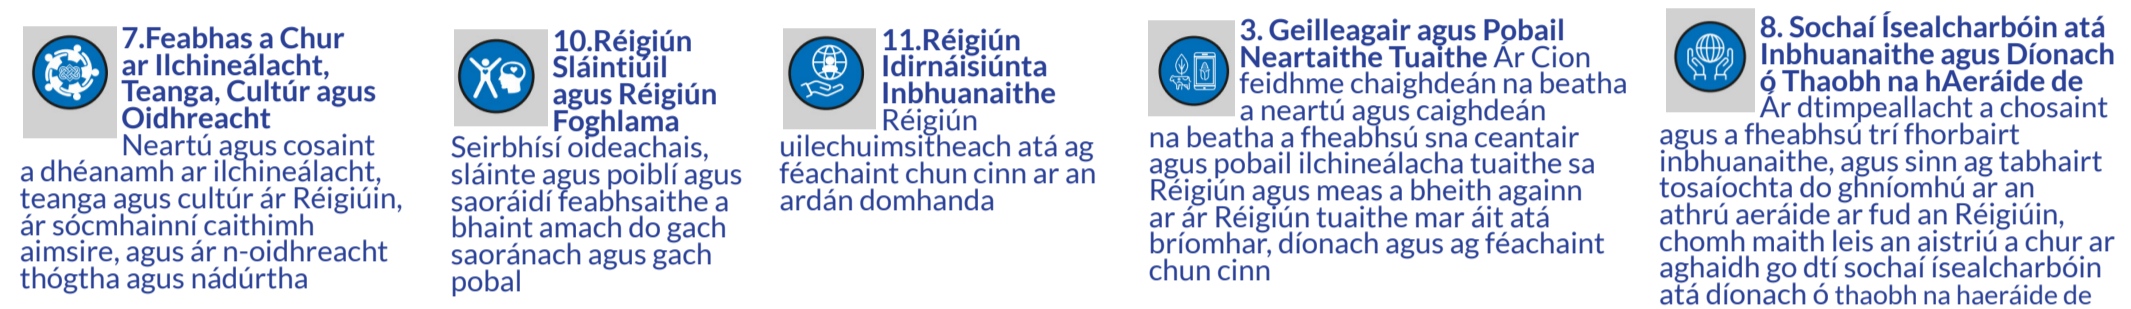 7.Feabhas a Chur
ar Ilchineálacht,
Teanga, Cultúr agus
Oidhreacht
Neartú agus cosaint
a dhéanamh ar ilchineálacht,
teanga agus cultúr ár Réigiúin,
ár sócmhainní caithimh
aimsire, agus ár n-oidhreacht
thógtha agus nádúrtha
10.Réigiún
Sláintiúil
agus Réigiún
Foghlama
Seirbhísí oideachais,
sláinte agus poiblí agus
saoráidí feabhsaithe a
bhaint amach do gach
saoránach agus gach
pobal
11.Réigiún
Idirnáisiúnta
Inbhuanaithe
Réigiún
uilechuimsitheach atá ag
féachaint chun cinn ar an
ardán domhanda
3. Geilleagair agus Pobail
Neartaithe Tuaithe Ár Cion
feidhme chaighdeán na beatha
a neartú agus caighdeán
na beatha a fheabhsú sna ceantair
agus pobail ilchineálacha tuaithe sa
Réigiún agus meas a bheith againn
ar ár Réigiún tuaithe mar áit atá
bríomhar, díonach agus ag féachaint
chun cinn
8. Sochaí Ísealcharbóin atá
Inbhuanaithe agus Díonach
ó Thaobh na hAeráide de
Ár dtimpeallacht a chosaint
agus a fheabhsú trí fhorbairt
inbhuanaithe, agus sinn ag tabhairt
tosaíochta do ghníomhú ar an
athrú aeráide ar fud an Réigiúin,
chomh maith leis an aistriú a chur ar
aghaidh go dtí sochaí ísealcharbóin
atá díonach ó thaobh na haeráide de